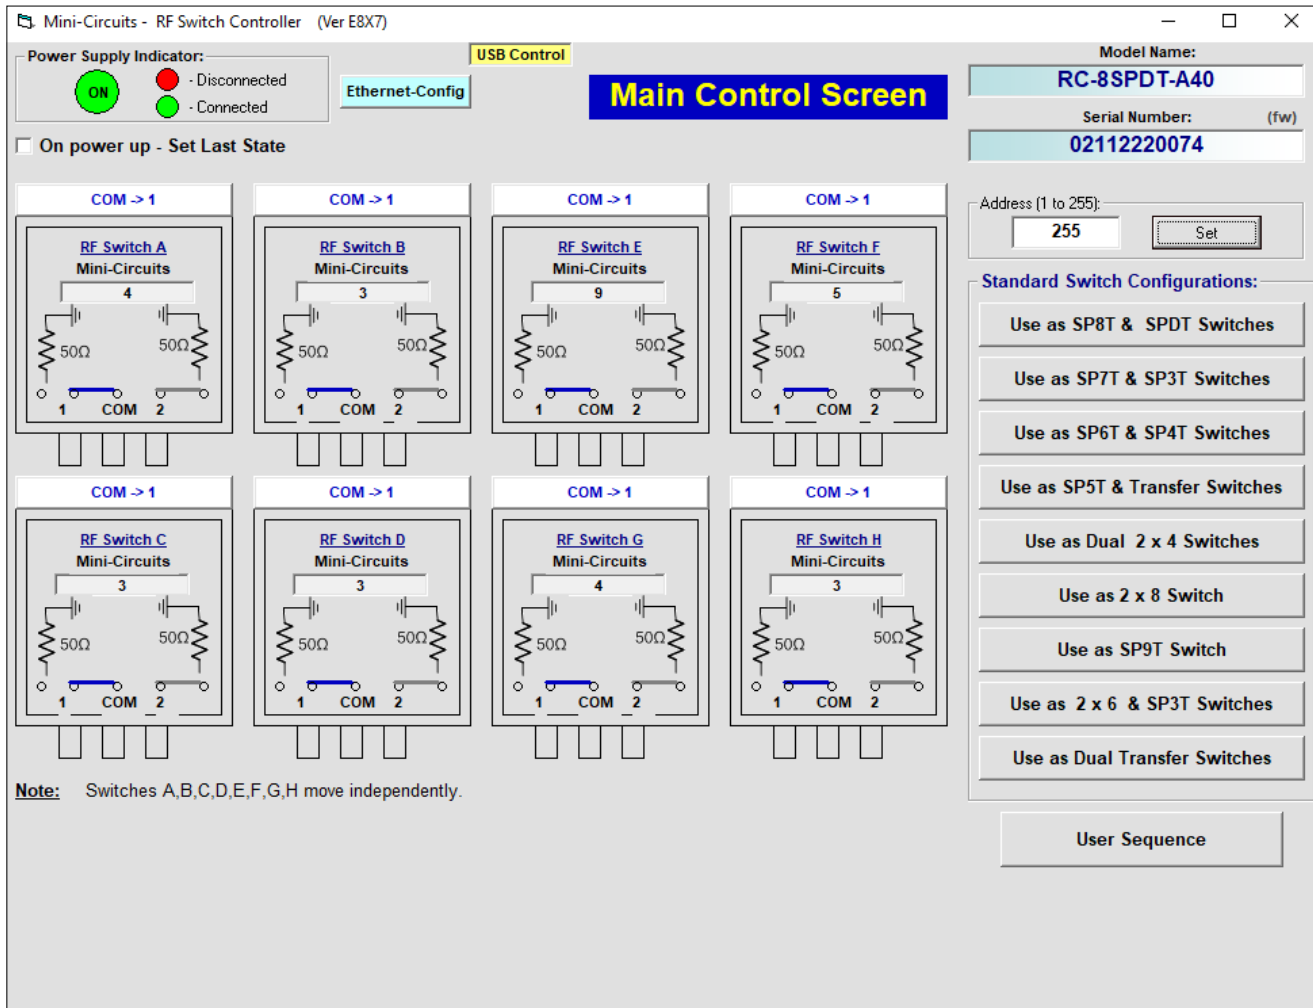 Mini-Circuits - RF Switch Controller (Ver E8X7)
Power Supply Indicator:
ON
- Disconnected
- Connected
Ethernet-Config
USB Control
Main Control Screen
Model Name:
RC-8SPDT-A40
Serial Number: (fw)
02112220074
On power up - Set Last State
Address (1 to 255):
255 Set
COM -> 1 COM -> 1 COM -> 1 COM -> 1
RF Switch A RF Switch B RF Switch E RF Switch F
Mini-Circuits Mini-Circuits Mini-Circuits Mini-Circuits
4 3 9 5
50Ω 50Ω 50Ω 50Ω 50Ω 50Ω 50Ω 50Ω
1 COM 2 1 COM 2 1 COM 2 1 COM 2
COM -> 1 COM -> 1 COM -> 1 COM -> 1
RF Switch C RF Switch D RF Switch G RF Switch H
Mini-Circuits Mini-Circuits Mini-Circuits Mini-Circuits
3 3 4 3
50Ω 50Ω 50Ω 50Ω 50Ω 50Ω 50Ω 50Ω
1 COM 2 1 COM 2 1 COM 2 1 COM 2
Note: Switches A,B,C,D,E,F,G,H move independently.
Standard Switch Configurations:
Use as SP8T & SPDT Switches
Use as SP7T & SP3T Switches
Use as SP6T & SP4T Switches
Use as SP5T & Transfer Switches
Use as Dual 2 x 4 Switches
Use as 2 x 8 Switch
Use as SP9T Switch
Use as 2 x 6 & SP3T Switches
Use as Dual Transfer Switches
User Sequence